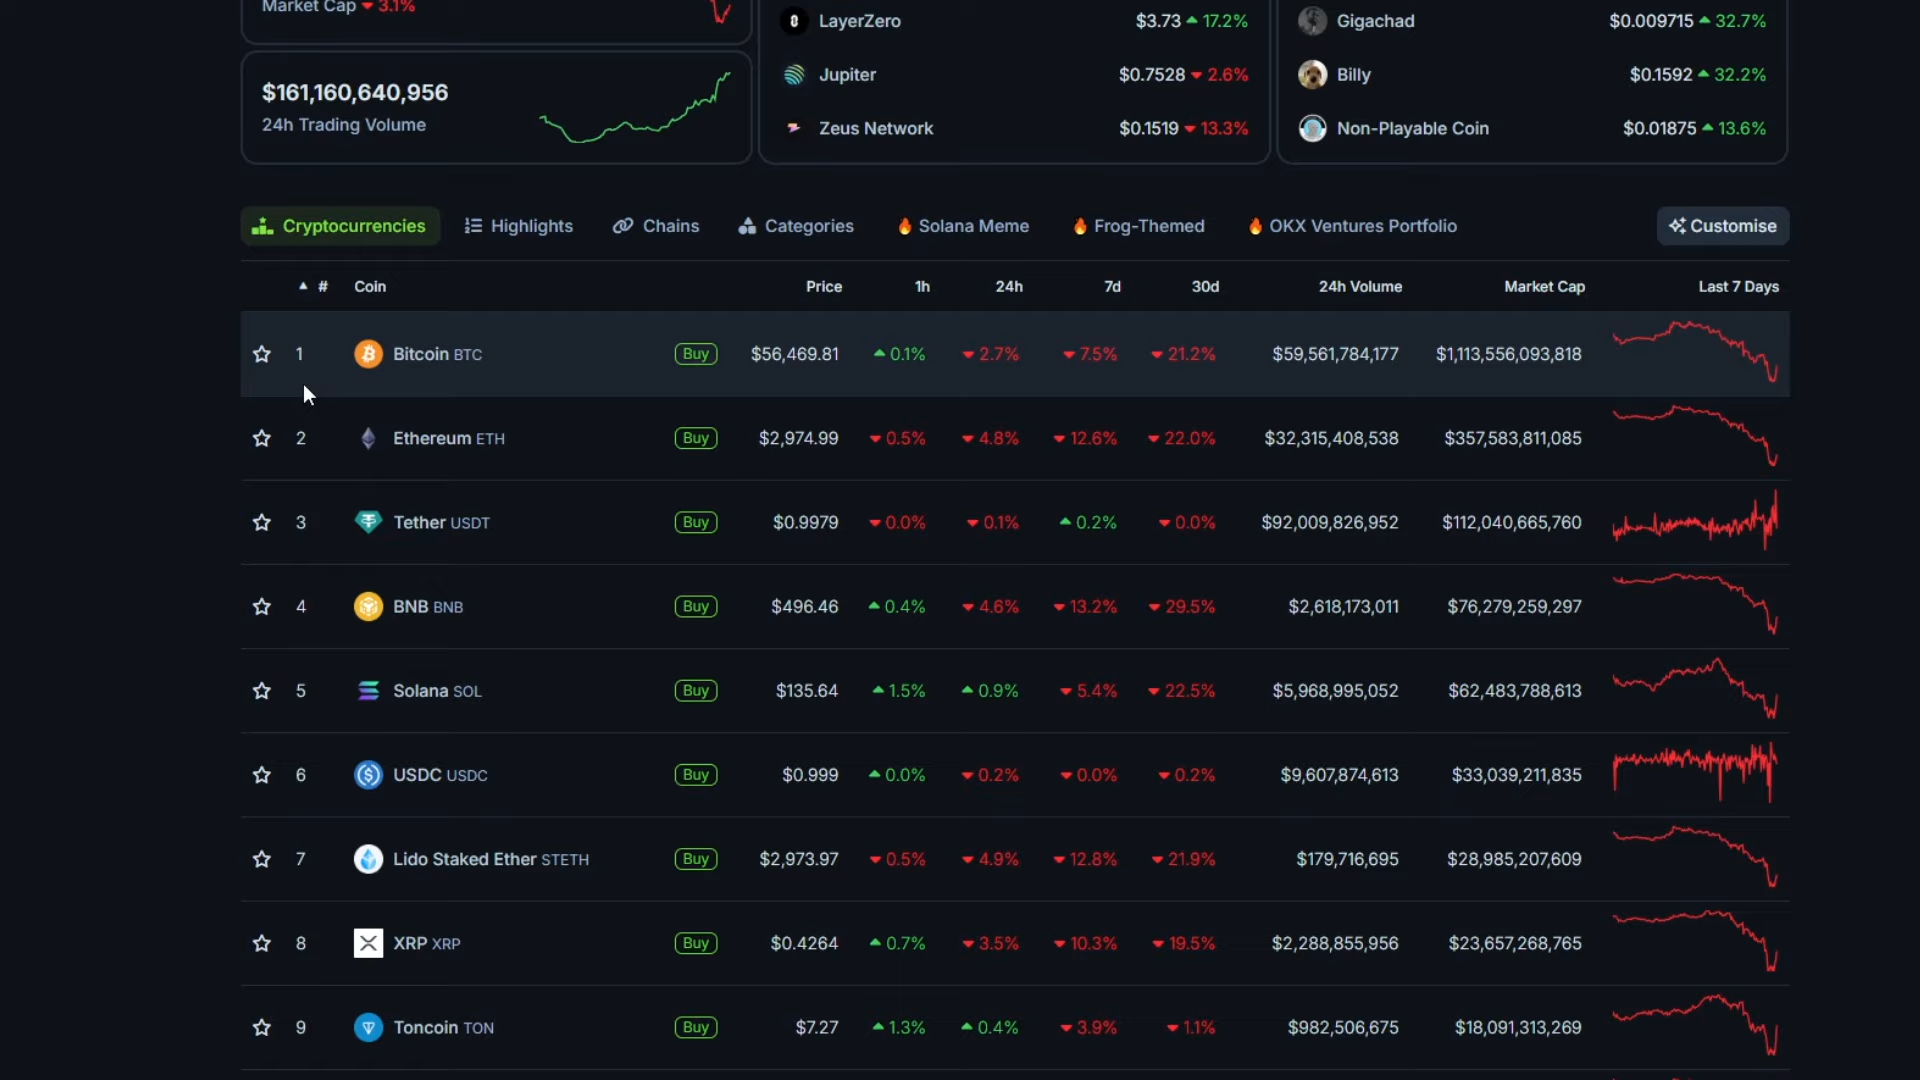 Market Cap 3.1%
$161,160,640,956
24h Trading Volume
LayerZero $3.73 17.2%
Jupiter $0.7528 2.6%
Zeus Network $0.1519 13.3%
Gigachad $0.009715 32.7%
Billy $0.1592 32.2%
Non-Playable Coin $0.01875 13.6%
Cryptocurrencies Highlights Chains Categories Solana Meme Frog-Themed OKX Ventures Portfolio Customise
# Coin Price 1h 24h 7d 30d 24h Volume Market Cap Last 7 Days
1 Bitcoin BTC Buy $56,469.81 0.1% 2.7% 7.5% 21.2% $59,561,784,177 $1,113,556,093,818
2 Ethereum ETH Buy $2,974.99 0.5% 4.8% 12.6% 22.0% $32,315,408,538 $357,583,811,085
3 Tether USDT Buy $0.9979 0.0% 0.1% 0.2% 0.0% $92,009,826,952 $112,040,665,760
4 BNB BNB Buy $496.46 0.4% 4.6% 13.2% 29.5% $2,618,173,011 $76,279,259,297
5 Solana SOL Buy $135.64 1.5% 0.9% 5.4% 22.5% $5,968,995,052 $62,483,788,613
6 USDC USDC Buy $0.999 0.0% 0.2% 0.0% 0.2% $9,607,874,613 $33,039,211,835
7 Lido Staked Ether STETH Buy $2,973.97 0.5% 4.9% 12.8% 21.9% $179,716,695 $28,985,207,609
8 XRP XRP Buy $0.4264 0.7% 3.5% 10.3% 19.5% $2,288,855,956 $23,657,268,765
9 Toncoin TON Buy $7.27 1.3% 0.4% 3.9% 1.1% $982,506,675 $18,091,313,269